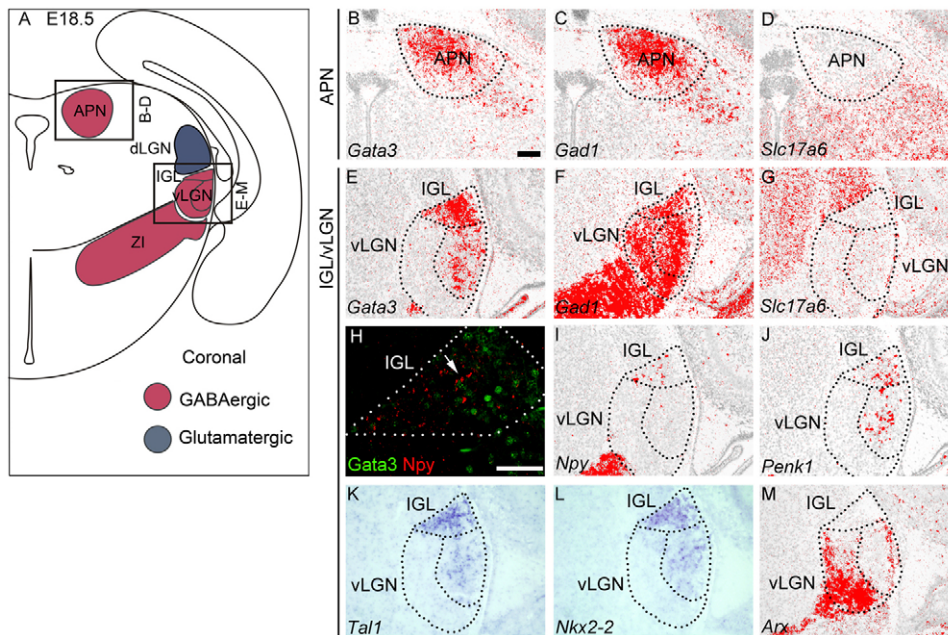 A E18.5
APN
B-D
dLGN
IGL
vLGN
E-M
ZI
Coronal
GABAergic
Glutamatergic
APN
B
APN
Gata3
C
APN
Gad1
D
APN
Slc17a6
IGL/vLGN
E
IGL
vLGN
Gata3
F
IGL
vLGN
Gad1
G
IGL
vLGN
Slc17a6
H
IGL
Gata3 Npy
I
IGL
vLGN
Npy
J
IGL
vLGN
Penk1
K
IGL
vLGN
Tal1
L
IGL
vLGN
Nkx2-2
M
IGL
vLGN
Arx